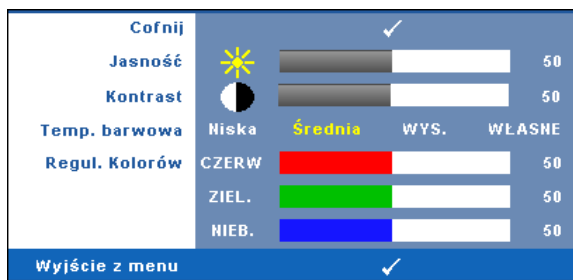 Cofnij
Jasność 50
Kontrast 50
Temp. barwowa Niska Średnia WYS. WŁASNE
Regul. Kolorów CZERW 50
ZIEL. 50
NIEB. 50
Wyjście z menu